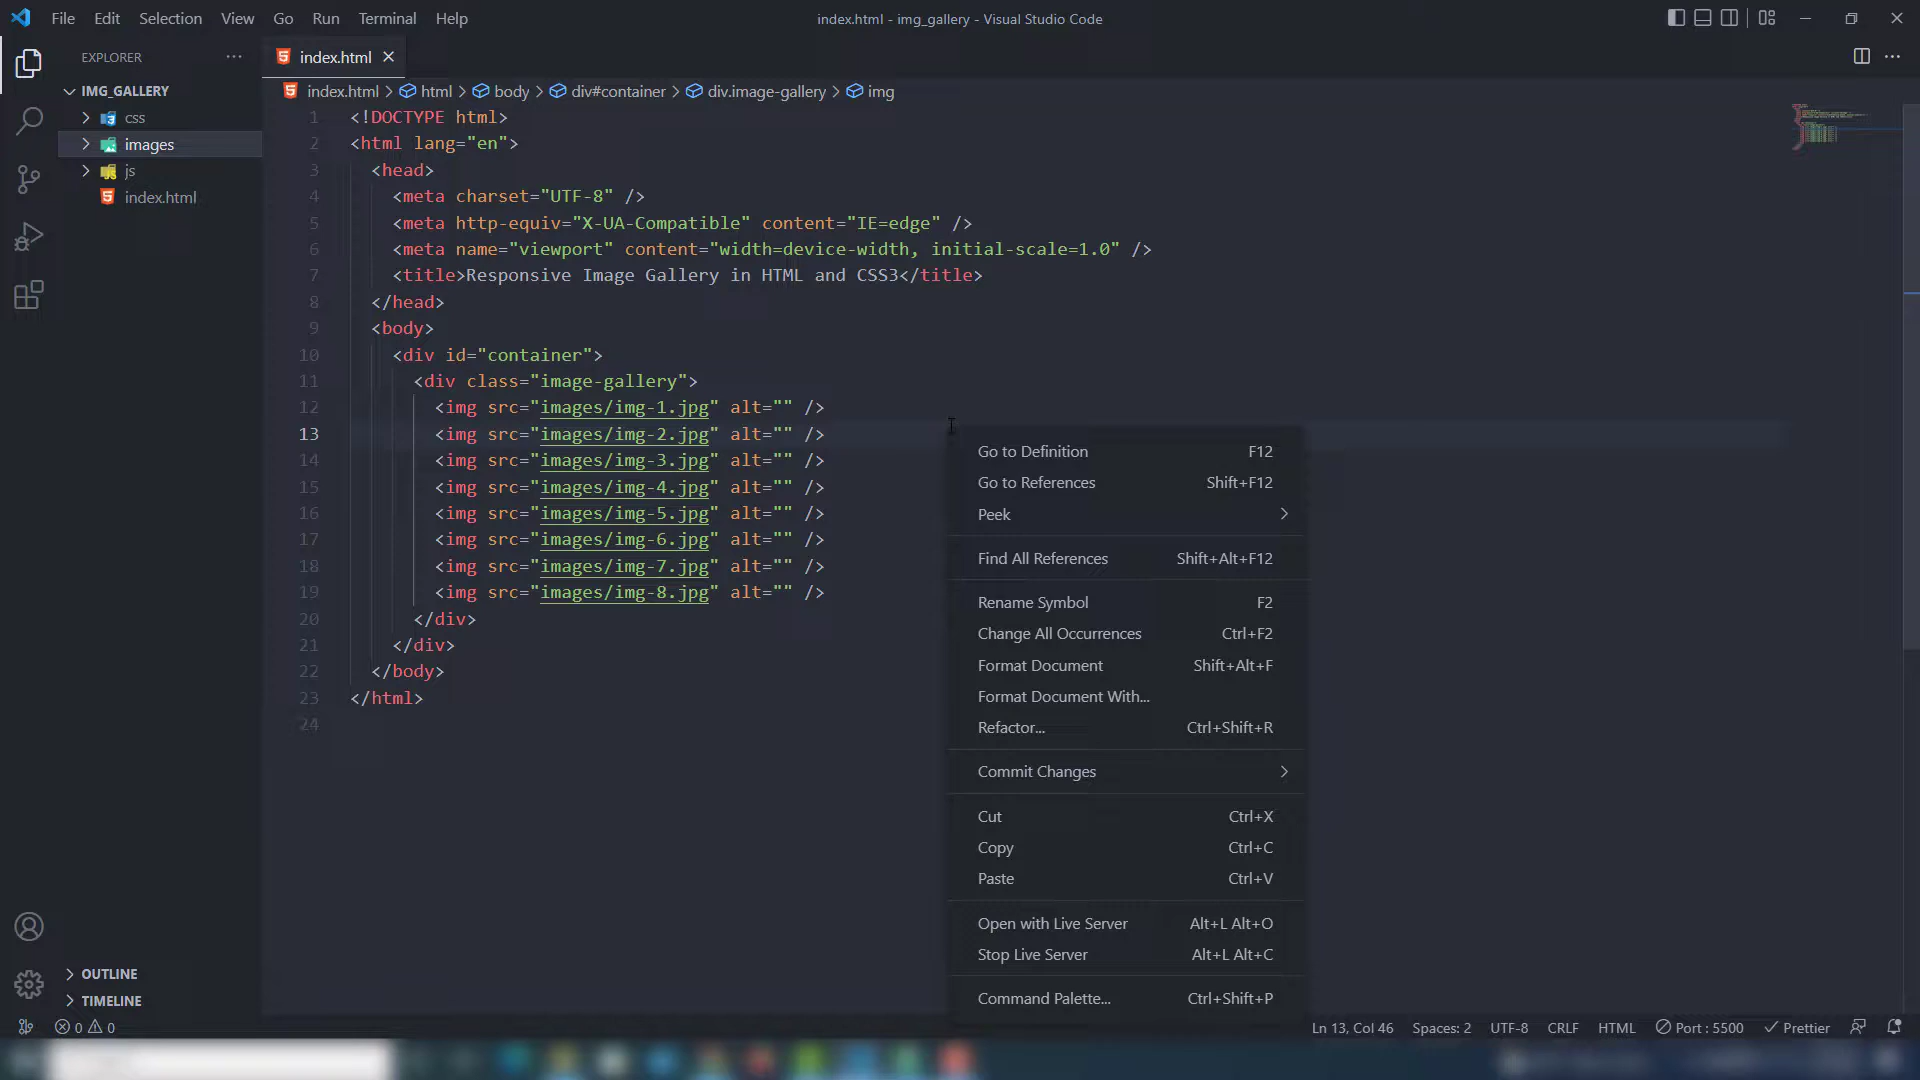 File Edit Selection View Go Run Terminal Help
index.html - img_gallery - Visual Studio Code
EXPLORER
IMG_GALLERY
css
images
js
index.html
OUTLINE
TIMELINE
index.html
index.html > html > body > div#container > div.image-gallery > img
1 <!DOCTYPE html>
2 <html lang="en">
3 <head>
4 <meta charset="UTF-8" />
5 <meta http-equiv="X-UA-Compatible" content="IE=edge" />
6 <meta name="viewport" content="width=device-width, initial-scale=1.0" />
7 <title>Responsive Image Gallery in HTML and CSS3</title>
8 </head>
9 <body>
10 <div id="container">
11 <div class="image-gallery">
12 <img src="images/img-1.jpg" alt="" />
13 <img src="images/img-2.jpg" alt="" />
14 <img src="images/img-3.jpg" alt="" />
15 <img src="images/img-4.jpg" alt="" />
16 <img src="images/img-5.jpg" alt="" />
17 <img src="images/img-6.jpg" alt="" />
18 <img src="images/img-7.jpg" alt="" />
19 <img src="images/img-8.jpg" alt="" />
20 </div>
21 </div>
22 </body>
23 </html>
24
Go to Definition F12
Go to References Shift+F12
Peek
Find All References Shift+Alt+F12
Rename Symbol F2
Change All Occurrences Ctrl+F2
Format Document Shift+Alt+F
Format Document With...
Refactor... Ctrl+Shift+R
Commit Changes
Cut Ctrl+X
Copy Ctrl+C
Paste Ctrl+V
Open with Live Server Alt+L Alt+O
Stop Live Server Alt+L Alt+C
Command Palette... Ctrl+Shift+P
0 0
Ln 13, Col 46 Spaces: 2 UTF-8 CRLF HTML Port : 5500 Prettier